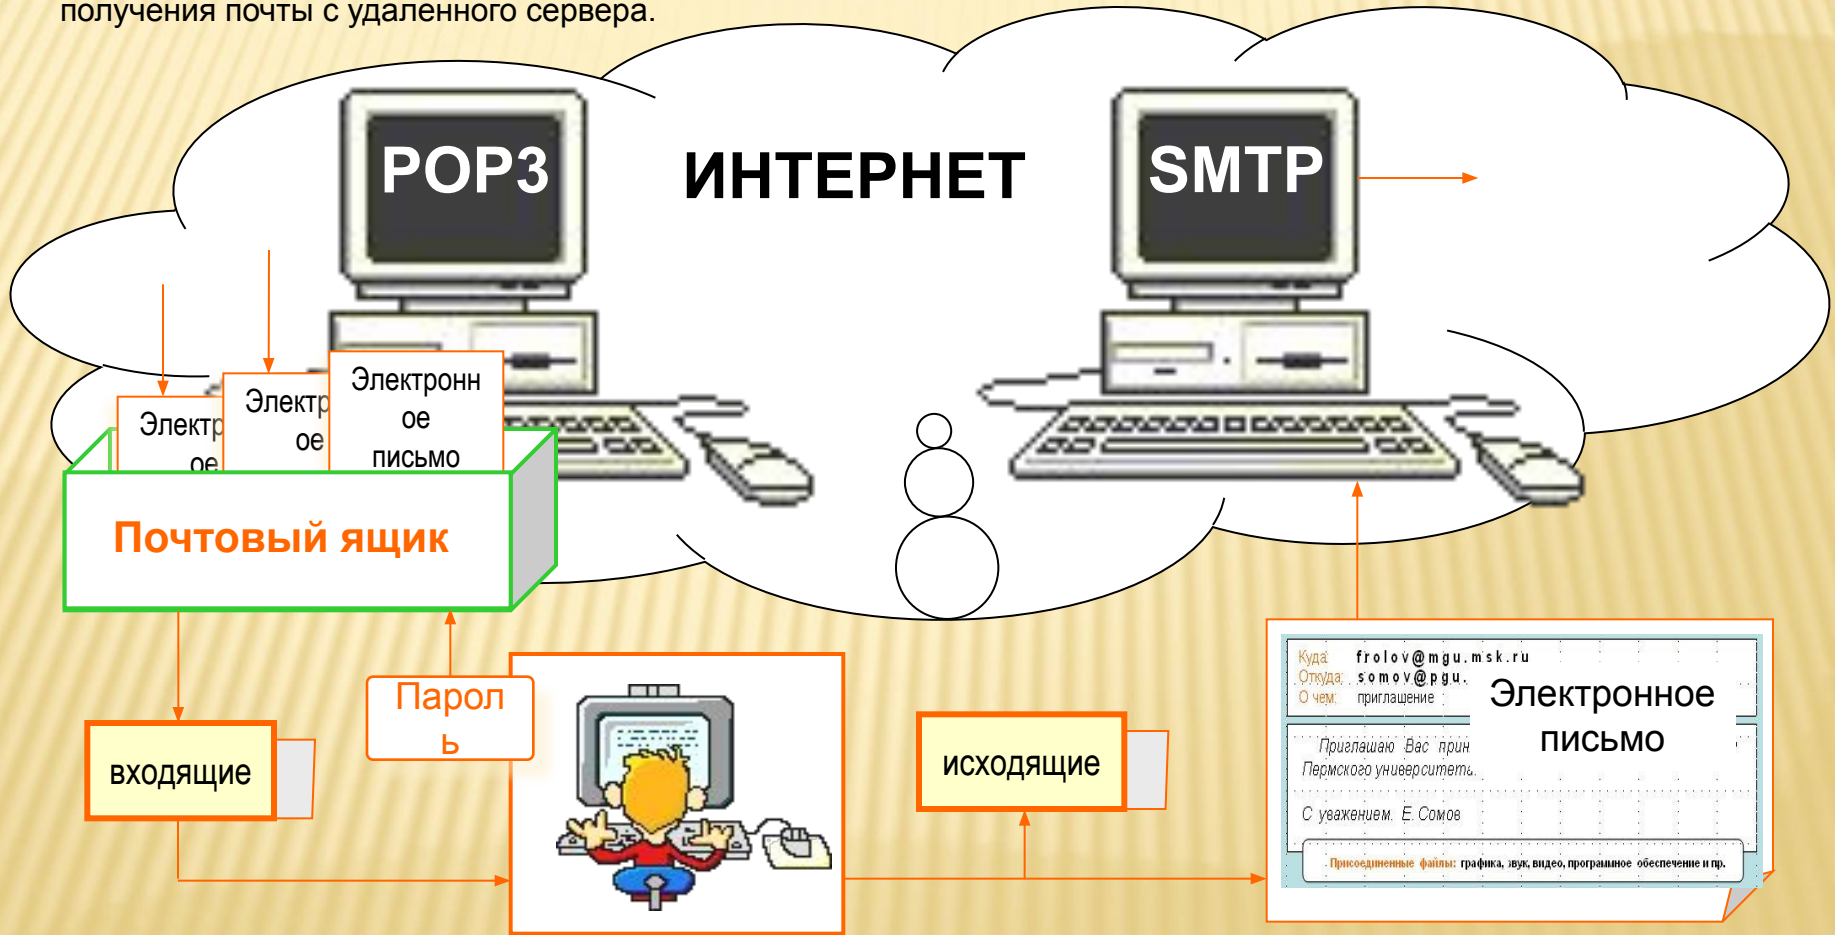 получения почты с удаленного сервера.
POP3
ИНТЕРНЕТ
SMTP
Электр
ое
Электр
ое
Электронн
ое
письмо
Почтовый ящик
Парол
ь
входящие
исходящие
Куда: frolov@mgu.msk.ru
Откуда: somov@pgu.
О чем: приглашение
Электронное
письмо
Приглашаю Вас прин
Пермского университета.
С уважением. Е. Сомов
Присоединенные файлы: графика, звук, видео, программное обеспечение и пр.